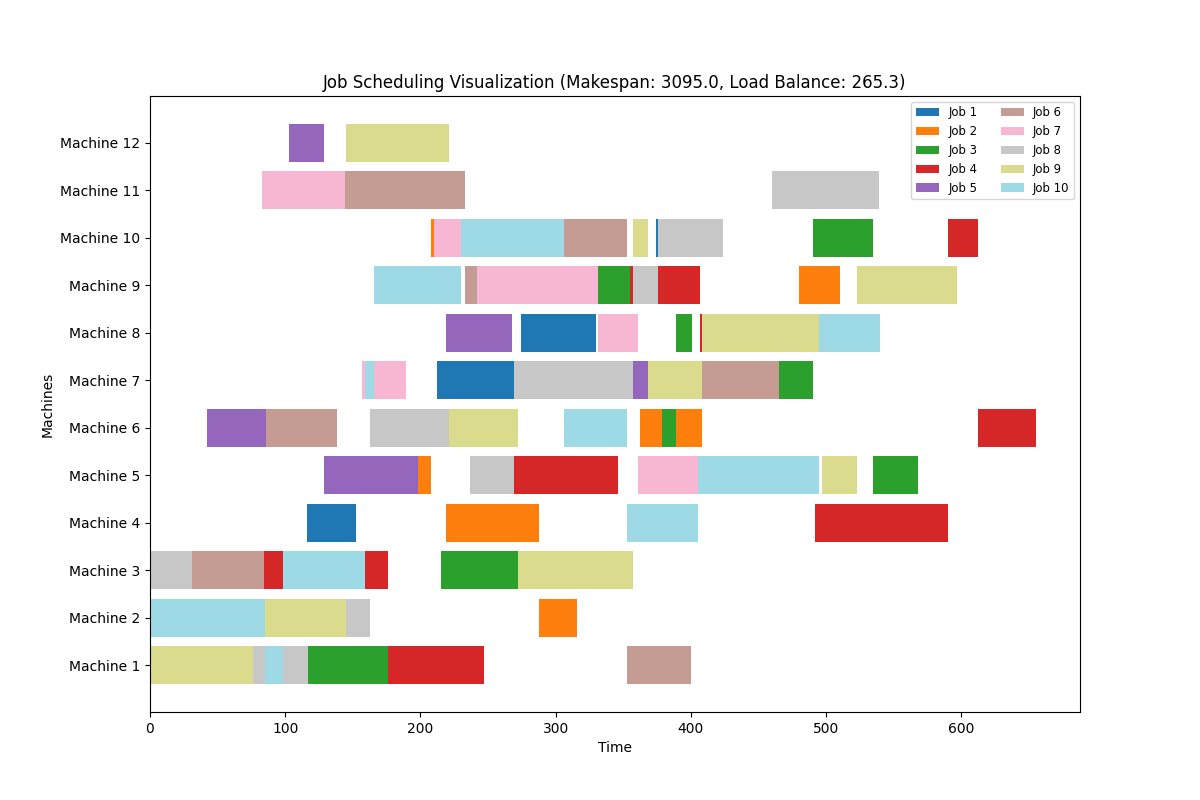 Job Scheduling Visualization (Makespan: 3095.0, Load Balance: 265.3)
Job 1
Job 2
Job 3
Job 4
Job 5
Job 6
Job 7
Job 8
Job 9
Job 10
Machine 12
Machine 11
Machine 10
Machine 9
Machine 8
Machine 7
Machine 6
Machine 5
Machine 4
Machine 3
Machine 2
Machine 1
Machines
0 100 200 300 400 500 600
Time